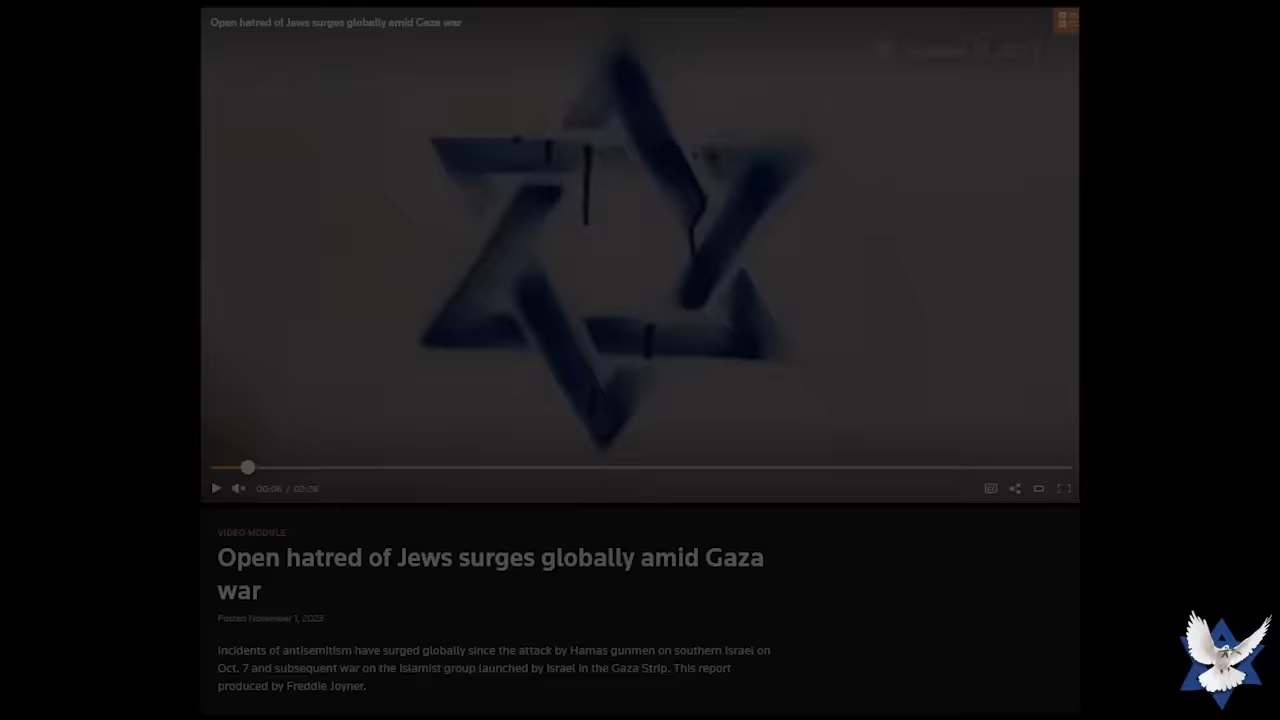 Open hatred of Jews surges globally amid Gaza war
00:06 / 02:26
VIDEO MODULE
Open hatred of Jews surges globally amid Gaza
war
Posted November 1, 2023
Incidents of antisemitism have surged globally since the attack by Hamas gunmen on southern Israel on
Oct. 7 and subsequent war on the Islamist group launched by Israel in the Gaza Strip. This report
produced by Freddie Joyner.